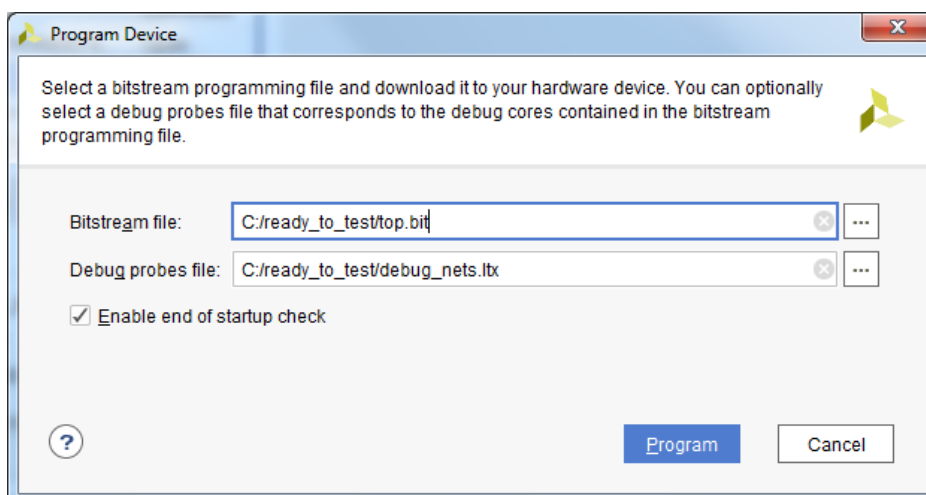 Program Device
Select a bitstream programming file and download it to your hardware device. You can optionally
select a debug probes file that corresponds to the debug cores contained in the bitstream
programming file.
Bitstream file: C:/ready_to_test/top.bit ...
Debug probes file: C:/ready_to_test/debug_nets.ltx ...
Enable end of startup check
? Program Cancel